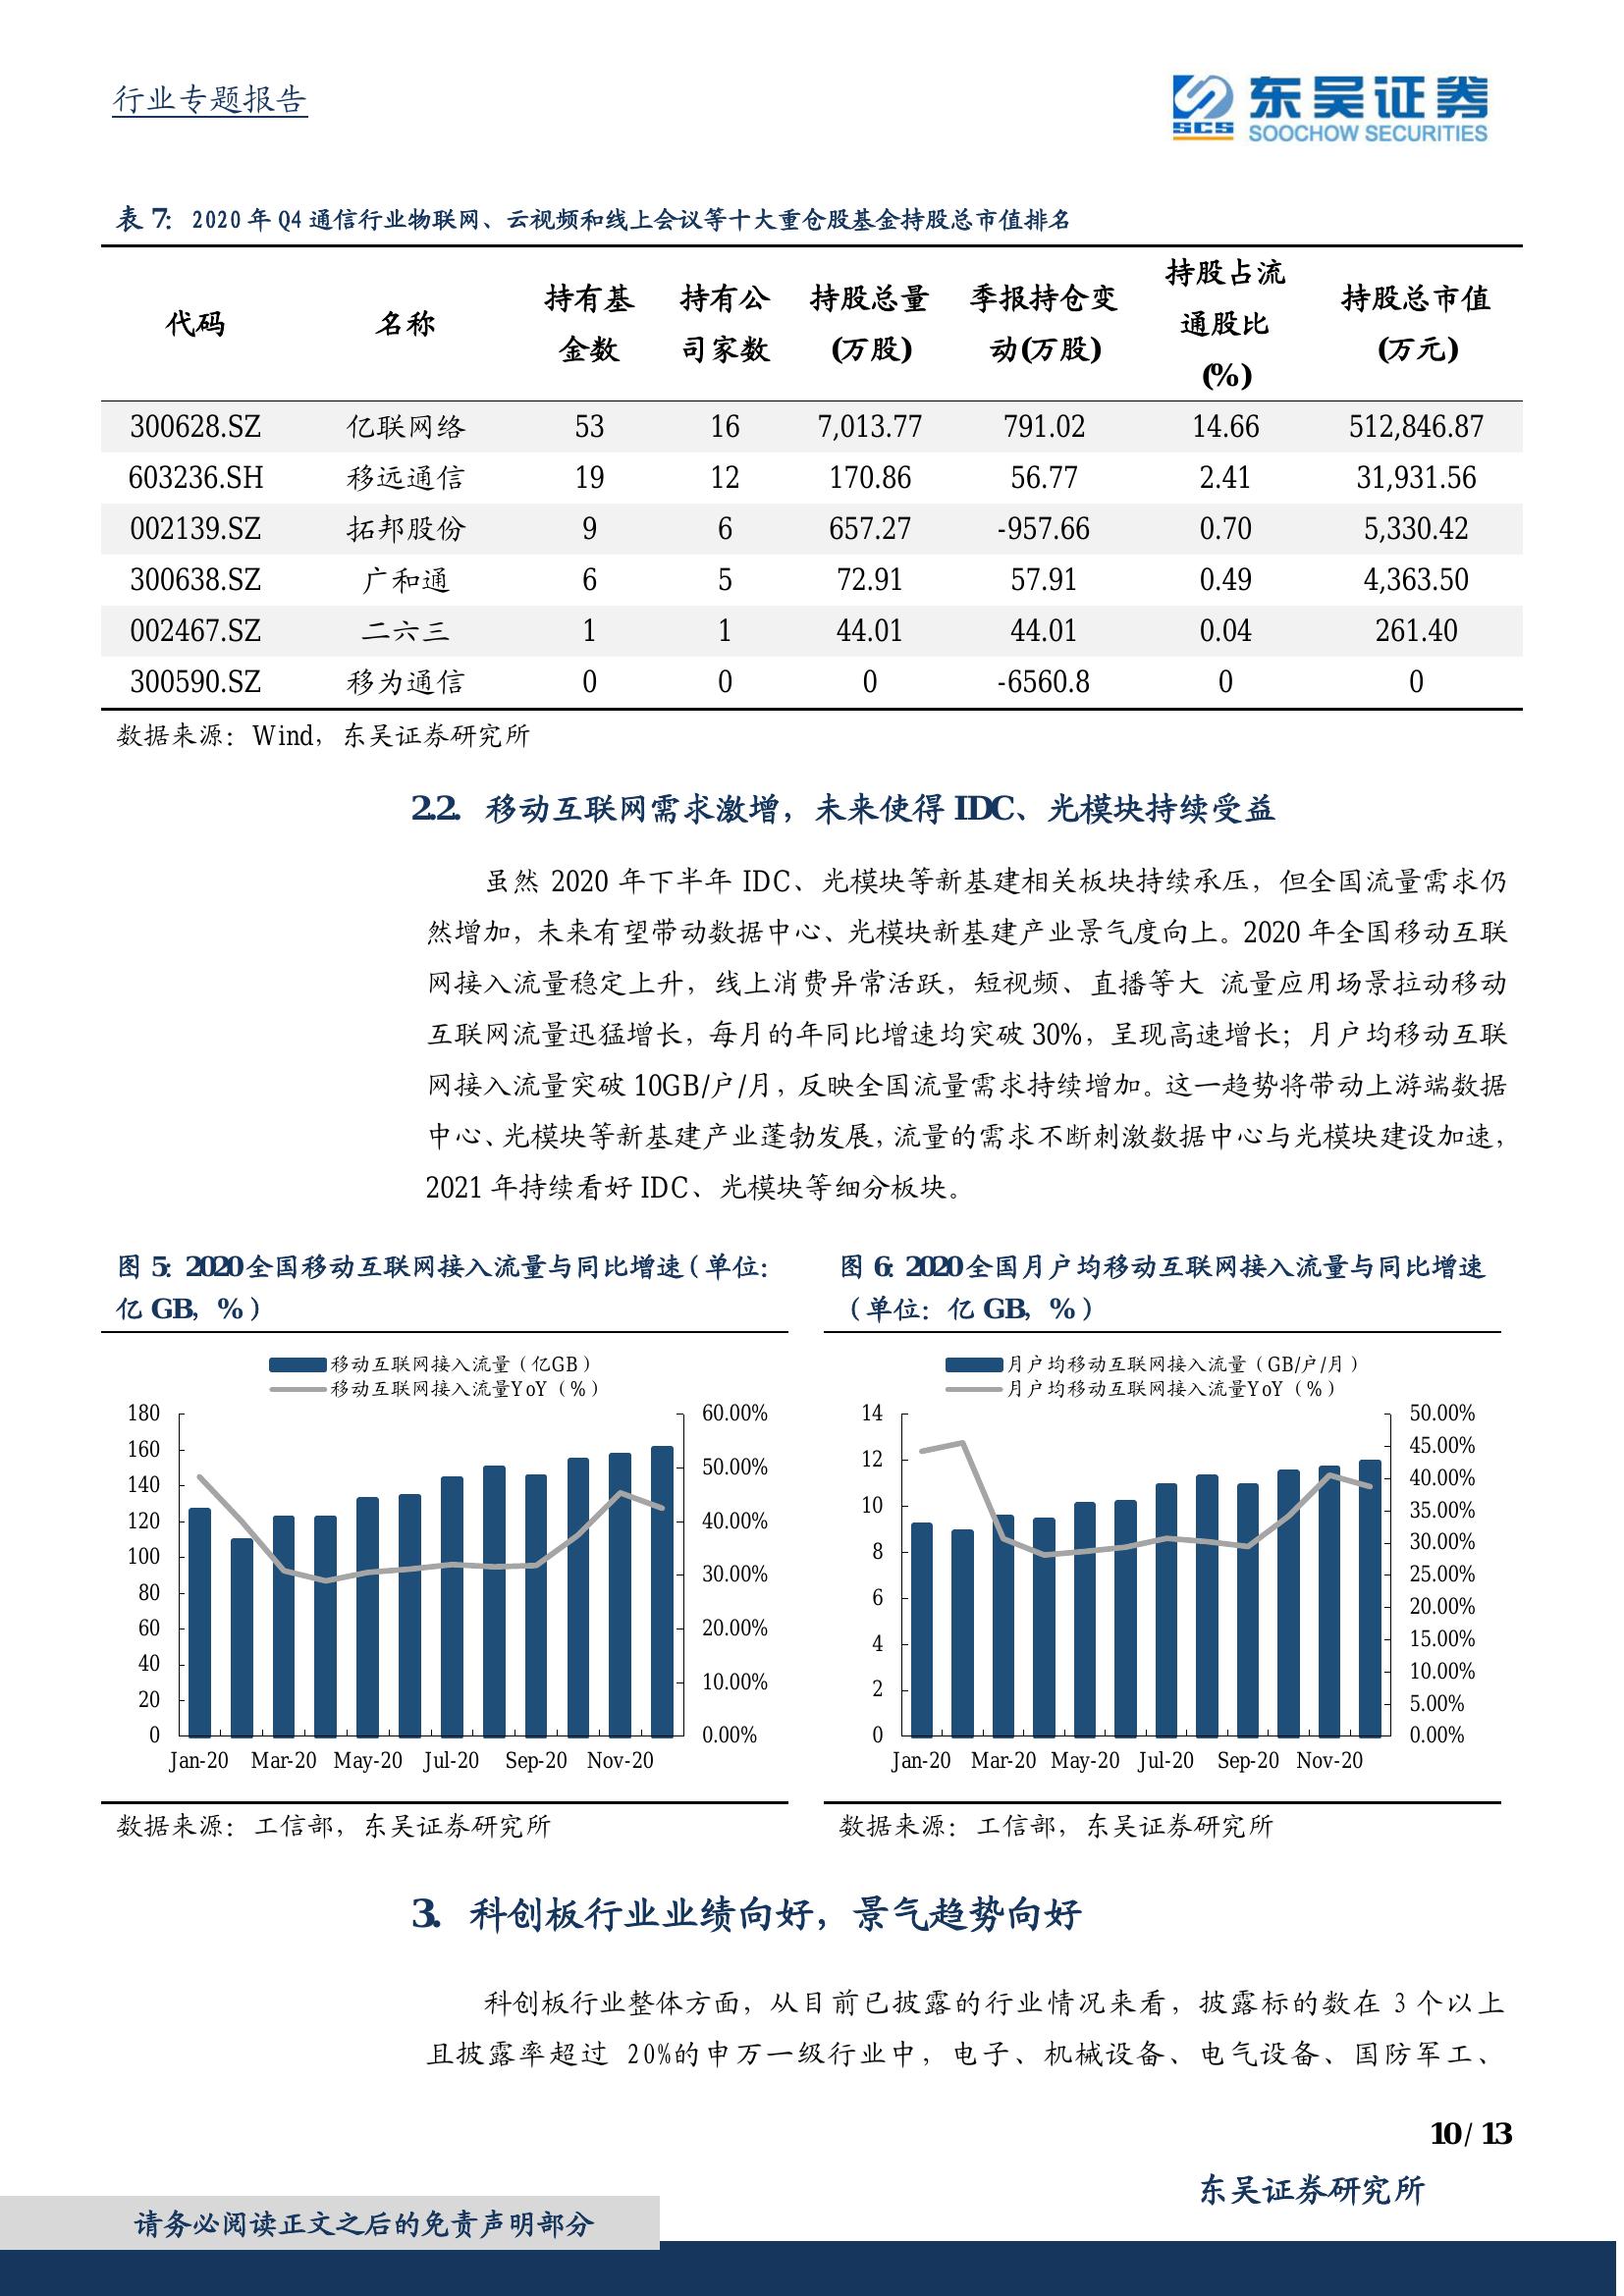 行业专题报告
SCS 东吴证券
SOOCHOW SECURITIES
表 7: 2020 年 Q4 通信行业物联网、云视频和线上会议等十大重仓股基金持股总市值排名
代码 名称 持有基金数 持有公司家数 持股总量(万股) 季报持仓变动(万股) 持股占流通股比(%) 持股总市值(万元)
300628.SZ 亿联网络 53 16 7,013.77 791.02 14.66 512,846.87
603236.SH 移远通信 19 12 170.86 56.77 2.41 31,931.56
002139.SZ 拓邦股份 9 6 657.27 -957.66 0.70 5,330.42
300638.SZ 广和通 6 5 72.91 57.91 0.49 4,363.50
002467.SZ 二六三 1 1 44.01 44.01 0.04 261.40
300590.SZ 移为通信 0 0 0 -6560.8 0 0
数据来源：Wind，东吴证券研究所
2.2. 移动互联网需求激增，未来使得 IDC、光模块持续受益
虽然 2020 年下半年 IDC、光模块等新基建相关板块持续承压，但全国流量需求仍
然增加，未来有望带动数据中心、光模块新基建产业景气度向上。2020 年全国移动互联
网接入流量稳定上升，线上消费异常活跃，短视频、直播等大 流量应用场景拉动移动
互联网流量迅猛增长，每月的年同比增速均突破 30%，呈现高速增长；月户均移动互联
网接入流量突破 10GB/户/月，反映全国流量需求持续增加。这一趋势将带动上游端数据
中心、光模块等新基建产业蓬勃发展，流量的需求不断刺激数据中心与光模块建设加速，
2021 年持续看好 IDC、光模块等细分板块。
图 5: 2020全国移动互联网接入流量与同比增速（单位：
亿 GB，%）
移动互联网接入流量（亿GB）
移动互联网接入流量YoY（%）
180 60.00%
160
50.00%
140
120 40.00%
100
30.00%
80
60 20.00%
40
10.00%
20
0 0.00%
Jan-20 Mar-20 May-20 Jul-20 Sep-20 Nov-20
数据来源：工信部，东吴证券研究所
图 6: 2020全国月户均移动互联网接入流量与同比增速
（单位：亿 GB，%）
月户均移动互联网接入流量（GB/户/月）
月户均移动互联网接入流量YoY（%）
14 50.00%
45.00%
12
40.00%
10 35.00%
30.00%
8
25.00%
6
20.00%
15.00%
4
10.00%
2
5.00%
0 0.00%
Jan-20 Mar-20 May-20 Jul-20 Sep-20 Nov-20
数据来源：工信部，东吴证券研究所
3. 科创板行业业绩向好，景气趋势向好
科创板行业整体方面，从目前已披露的行业情况来看，披露标的数在 3 个以上
且披露率超过 20%的申万一级行业中，电子、机械设备、电气设备、国防军工、
10 / 13
东吴证券研究所
请务必阅读正文之后的免责声明部分